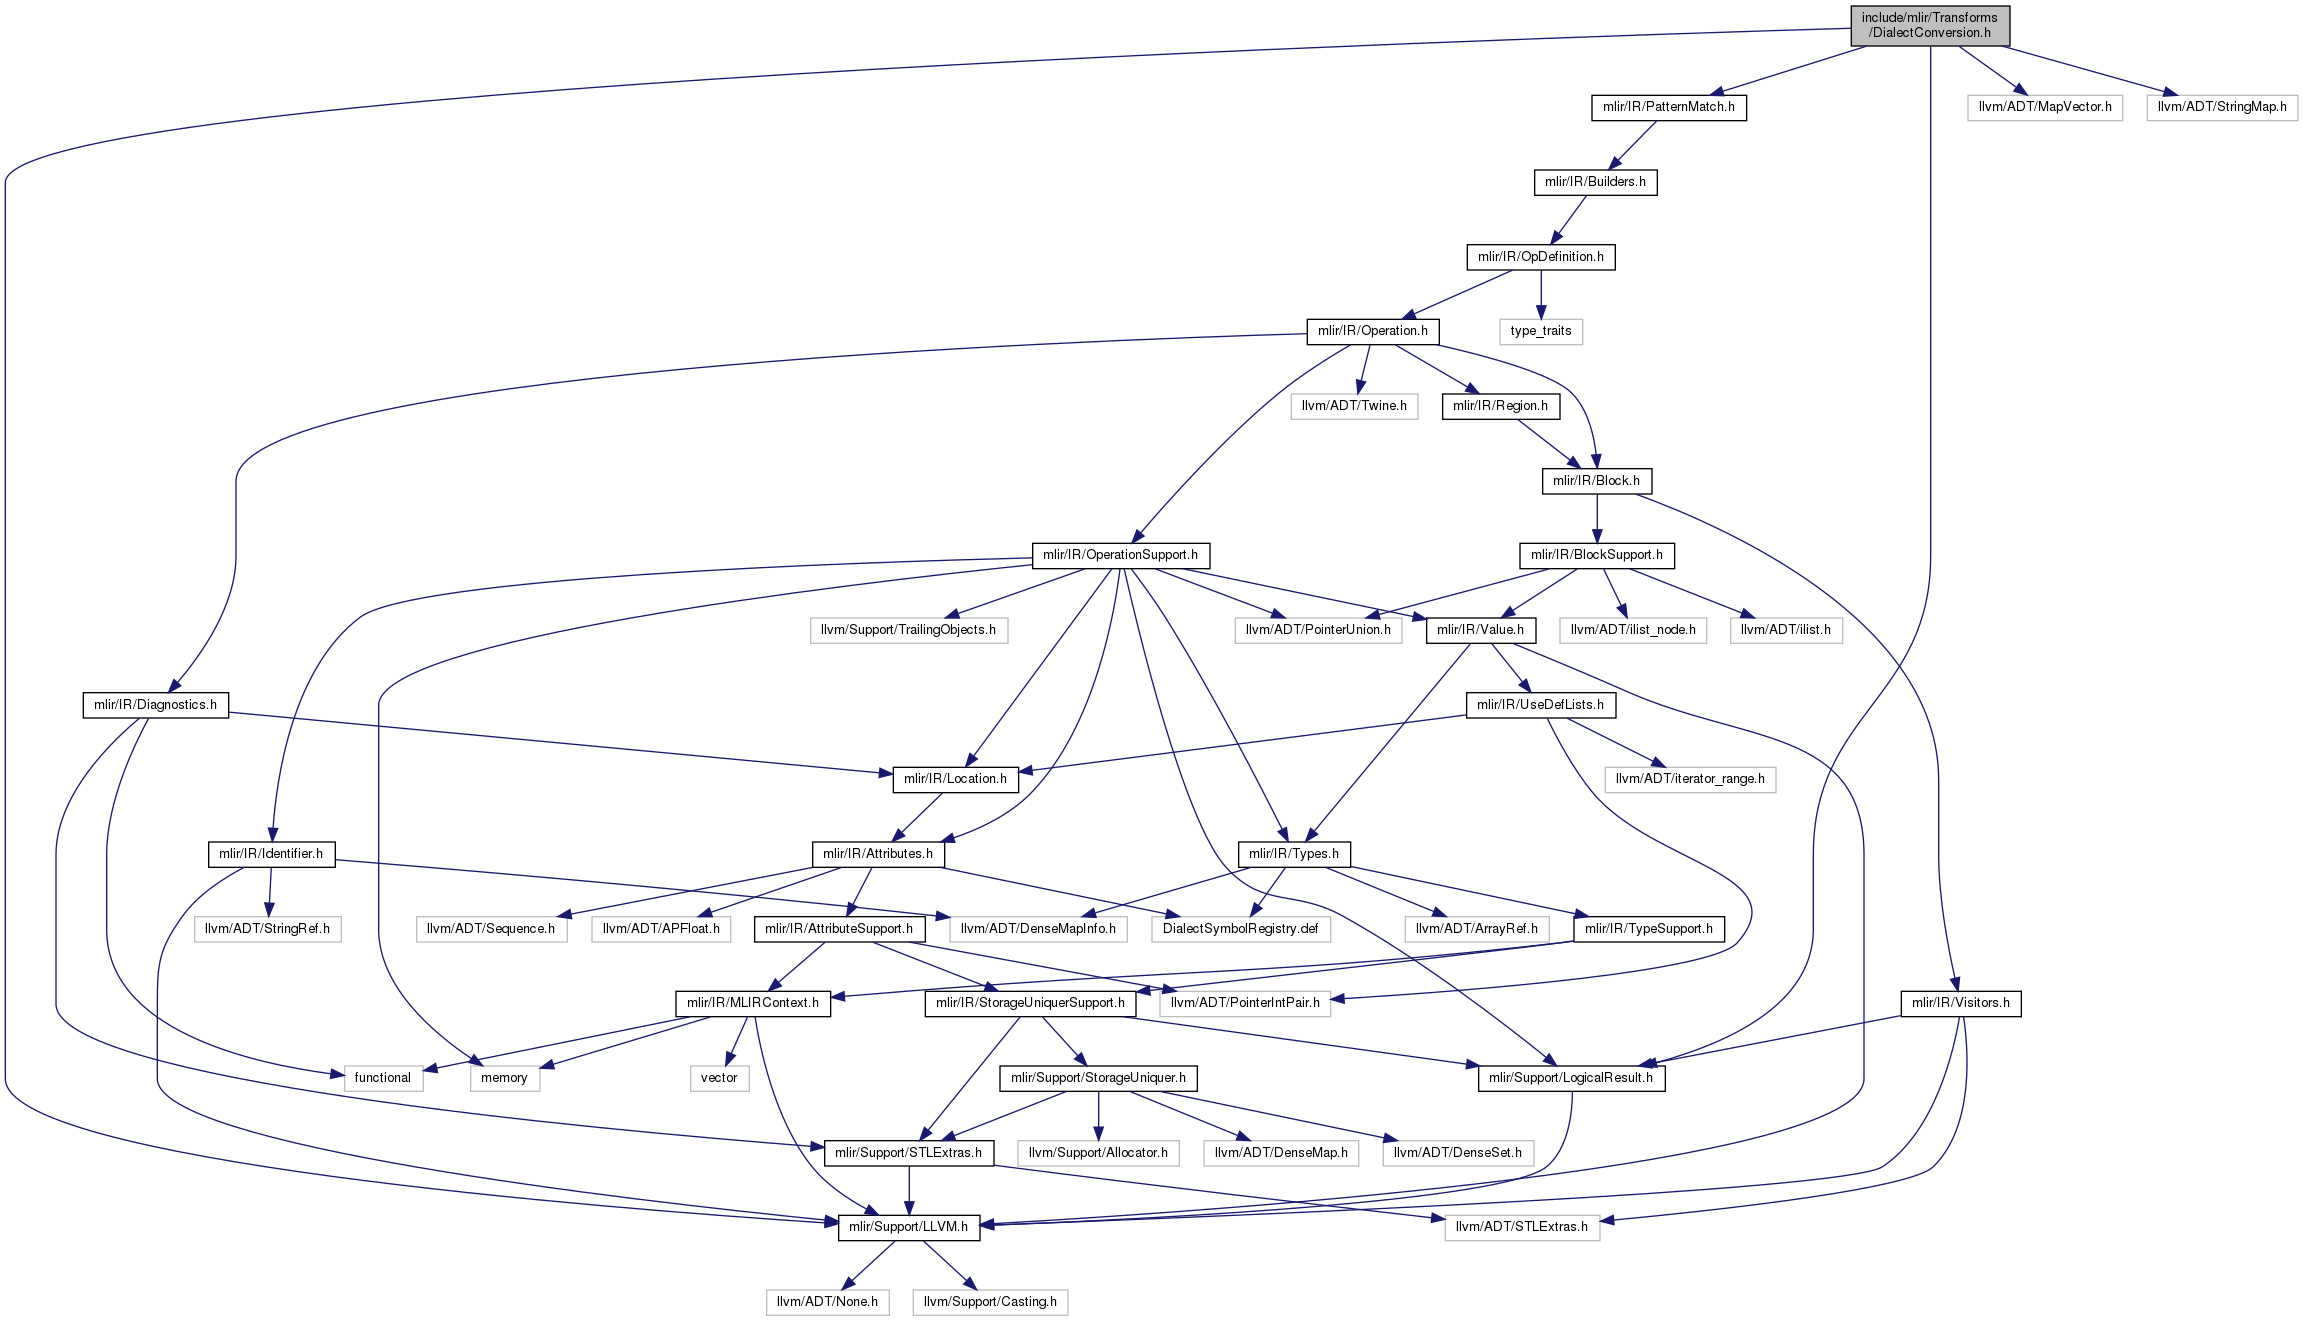 include/mlir/Transforms
/DialectConversion.h
mlir/IR/PatternMatch.h
llvm/ADT/MapVector.h
llvm/ADT/StringMap.h
mlir/IR/Builders.h
mlir/IR/OpDefinition.h
mlir/IR/Operation.h
type_traits
llvm/ADT/Twine.h
mlir/IR/Region.h
mlir/IR/Block.h
mlir/IR/OperationSupport.h
mlir/IR/BlockSupport.h
llvm/Support/TrailingObjects.h
llvm/ADT/PointerUnion.h
mlir/IR/Value.h
llvm/ADT/ilist_node.h
llvm/ADT/ilist.h
mlir/IR/Diagnostics.h
mlir/IR/UseDefLists.h
mlir/IR/Location.h
llvm/ADT/iterator_range.h
mlir/IR/Identifier.h
mlir/IR/Attributes.h
mlir/IR/Types.h
llvm/ADT/StringRef.h
llvm/ADT/Sequence.h
llvm/ADT/APFloat.h
mlir/IR/AttributeSupport.h
llvm/ADT/DenseMapInfo.h
DialectSymbolRegistry.def
llvm/ADT/ArrayRef.h
mlir/IR/TypeSupport.h
mlir/IR/MLIRContext.h
mlir/IR/StorageUniquerSupport.h
llvm/ADT/PointerIntPair.h
mlir/IR/Visitors.h
functional
memory
vector
mlir/Support/StorageUniquer.h
mlir/Support/LogicalResult.h
mlir/Support/STLExtras.h
llvm/Support/Allocator.h
llvm/ADT/DenseMap.h
llvm/ADT/DenseSet.h
mlir/Support/LLVM.h
llvm/ADT/STLExtras.h
llvm/ADT/None.h
llvm/Support/Casting.h